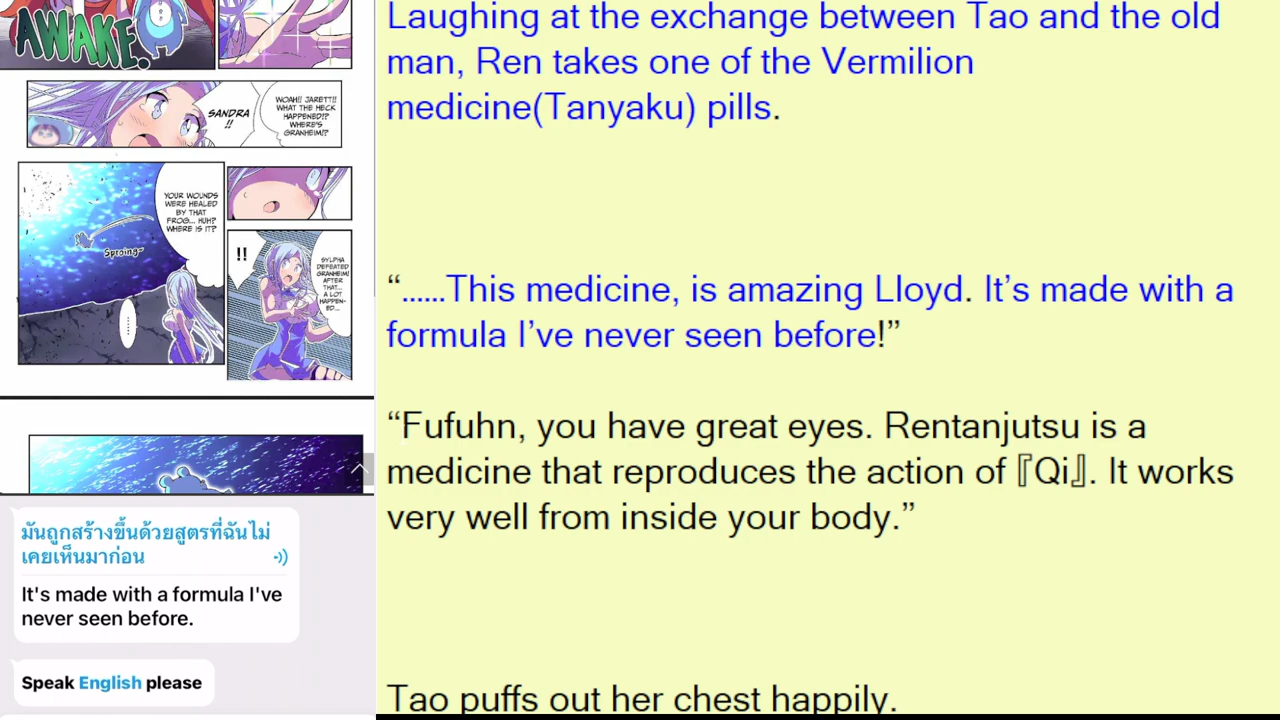 AWAKE.
SANDRA
!!
WOAH!! JARETT!!
WHAT THE HECK
HAPPENED!?
WHERE'S
GRANHEIM!?
YOUR WOUNDS
WERE HEALED
BY THAT
FROG... HUH?
WHERE IS IT?
Sproing~
!!
SYLPHA
DEFEATED
GRANHEIM!
AFTER
THAT...
A LOT
HAPPEN-
ED...
มันถูกสร้างขึ้นด้วยสูตรที่ฉันไม่
เคยเห็นมาก่อน
It's made with a formula I've
never seen before.
Speak English please
Laughing at the exchange between Tao and the old
man, Ren takes one of the Vermilion
medicine(Tanyaku) pills.
“......This medicine, is amazing Lloyd. It’s made with a
formula I’ve never seen before!”
“Fufuhn, you have great eyes. Rentanjutsu is a
medicine that reproduces the action of『Qi』. It works
very well from inside your body.”
Tao puffs out her chest happily.